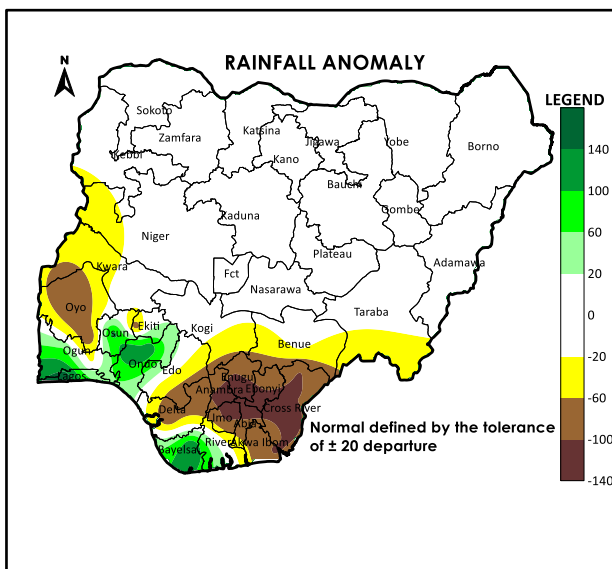 RAINFALL ANOMALY
N
LEGEND
Sokoto
Zamfara
Katsina
Jigawa
Yobe
Borno
Kebbi
Kano
Bauchi
Kaduna
Gombe
Niger
Plateau
Adamawa
Kwara
Fct
Nasarawa
Taraba
Oyo
Osun
Ekiti
Kogi
Benue
Ogun
Ondo
Edo
Lagos
Enugu
Anambra
Ebonyi
Delta
Imo
Abia
Cross River
Bayelsa
Rivers
Akwa Ibom
Normal defined by the tolerance
of ± 20 departure
140
100
60
20
0
-20
-60
-100
-140